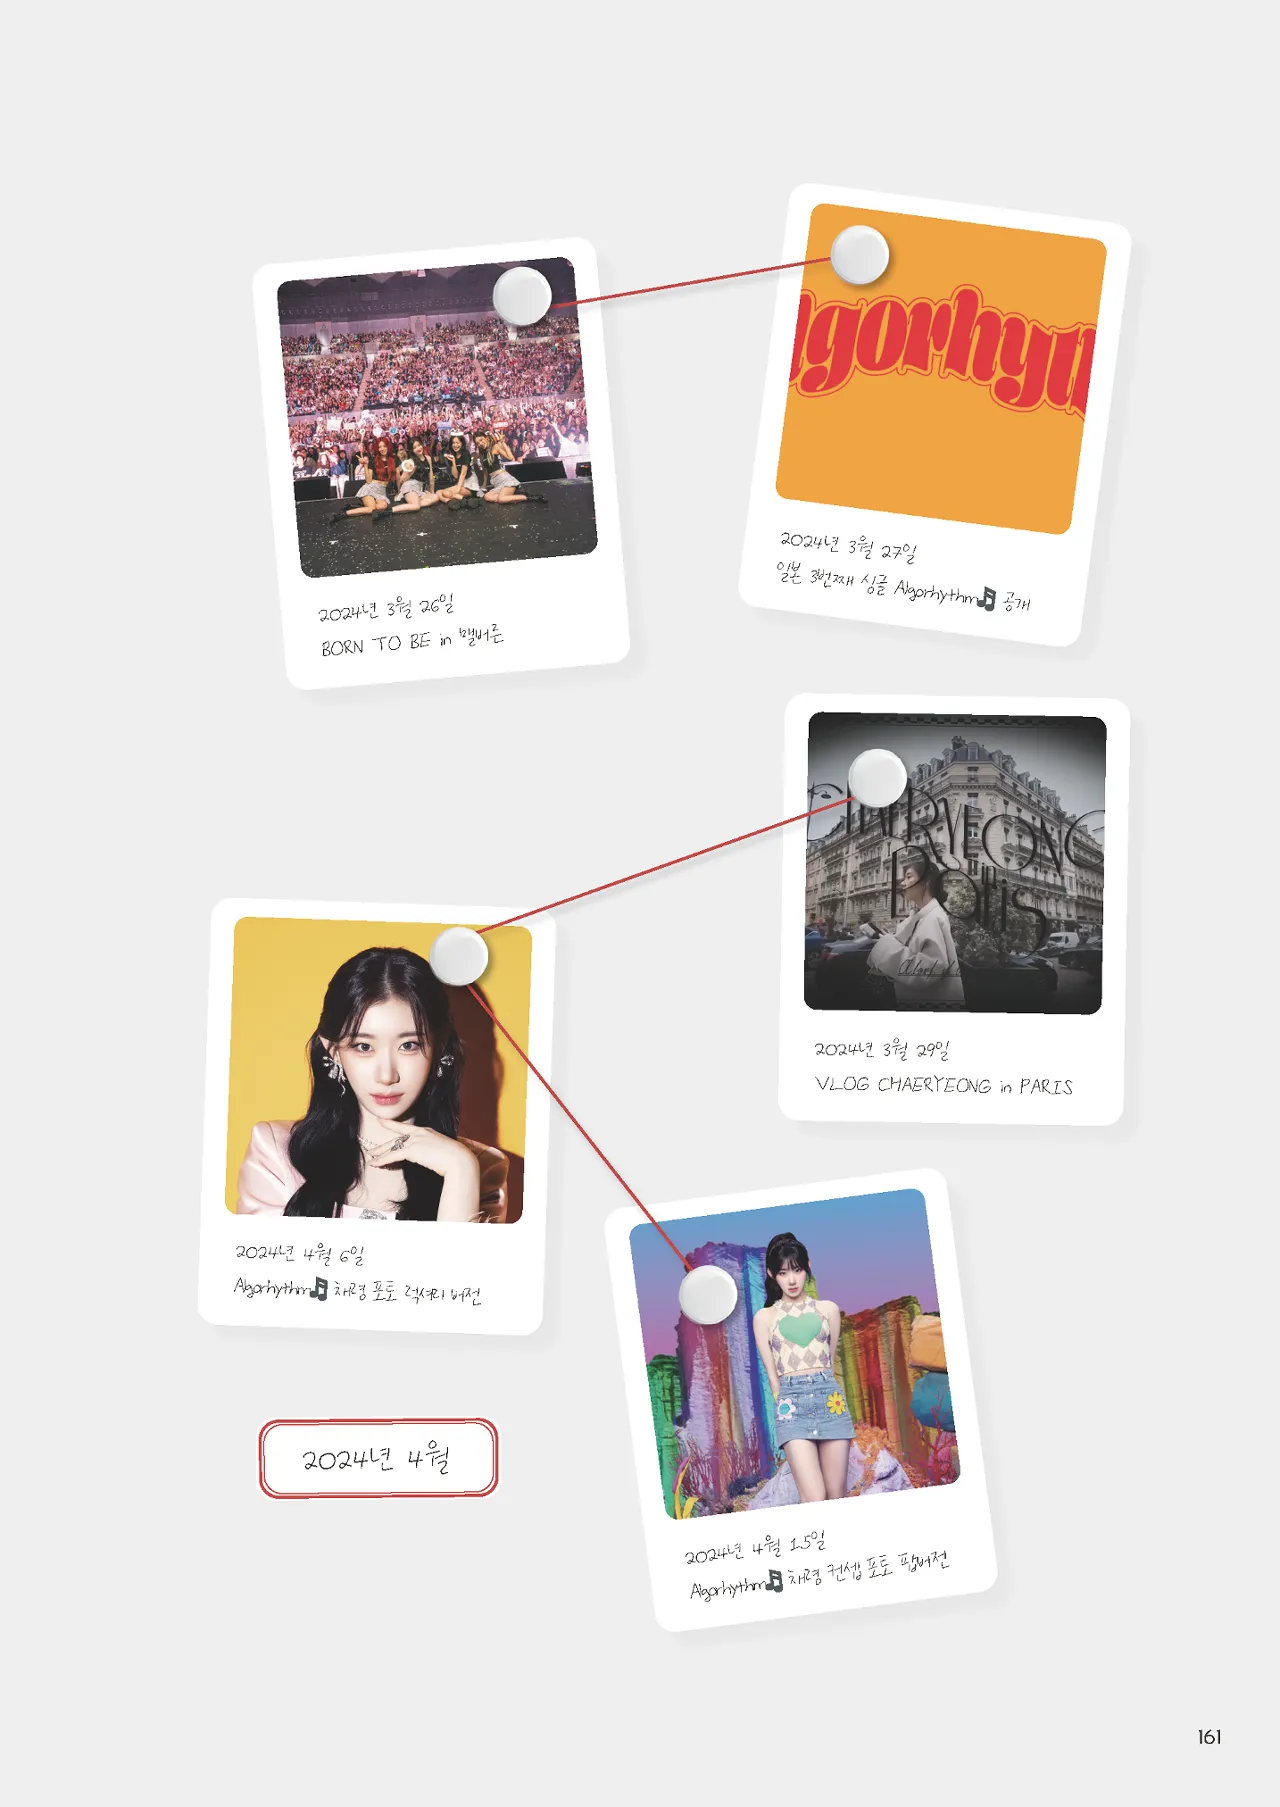 2024년 3월 26일
BORN TO BE in 맬버른
algorhyt
2024년 3월 27일
일본 3번째 싱글 Algorhythm🎵 공개
CHAERYEONG
in
Paris
2024년 3월 29일
VLOG CHAERYEONG in PARIS
2024년 4월 6일
Algorhythm🎵 채령 포토 럭셔리 버전
2024년 4월
2024년 4월 15일
Algorhythm🎵 채령 컨셉 포토 팝버전
161